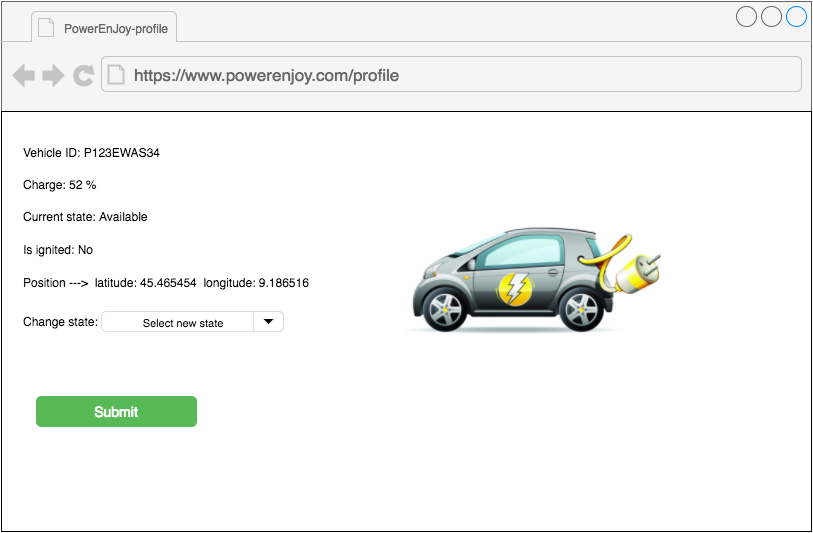 PowerEnJoy-profile
https://www.powerenjoy.com/profile
Vehicle ID: P123EWAS34
Charge: 52 %
Current state: Available
Is ignited: No
Position ---> latitude: 45.465454 longitude: 9.186516
Change state: Select new state
Submit